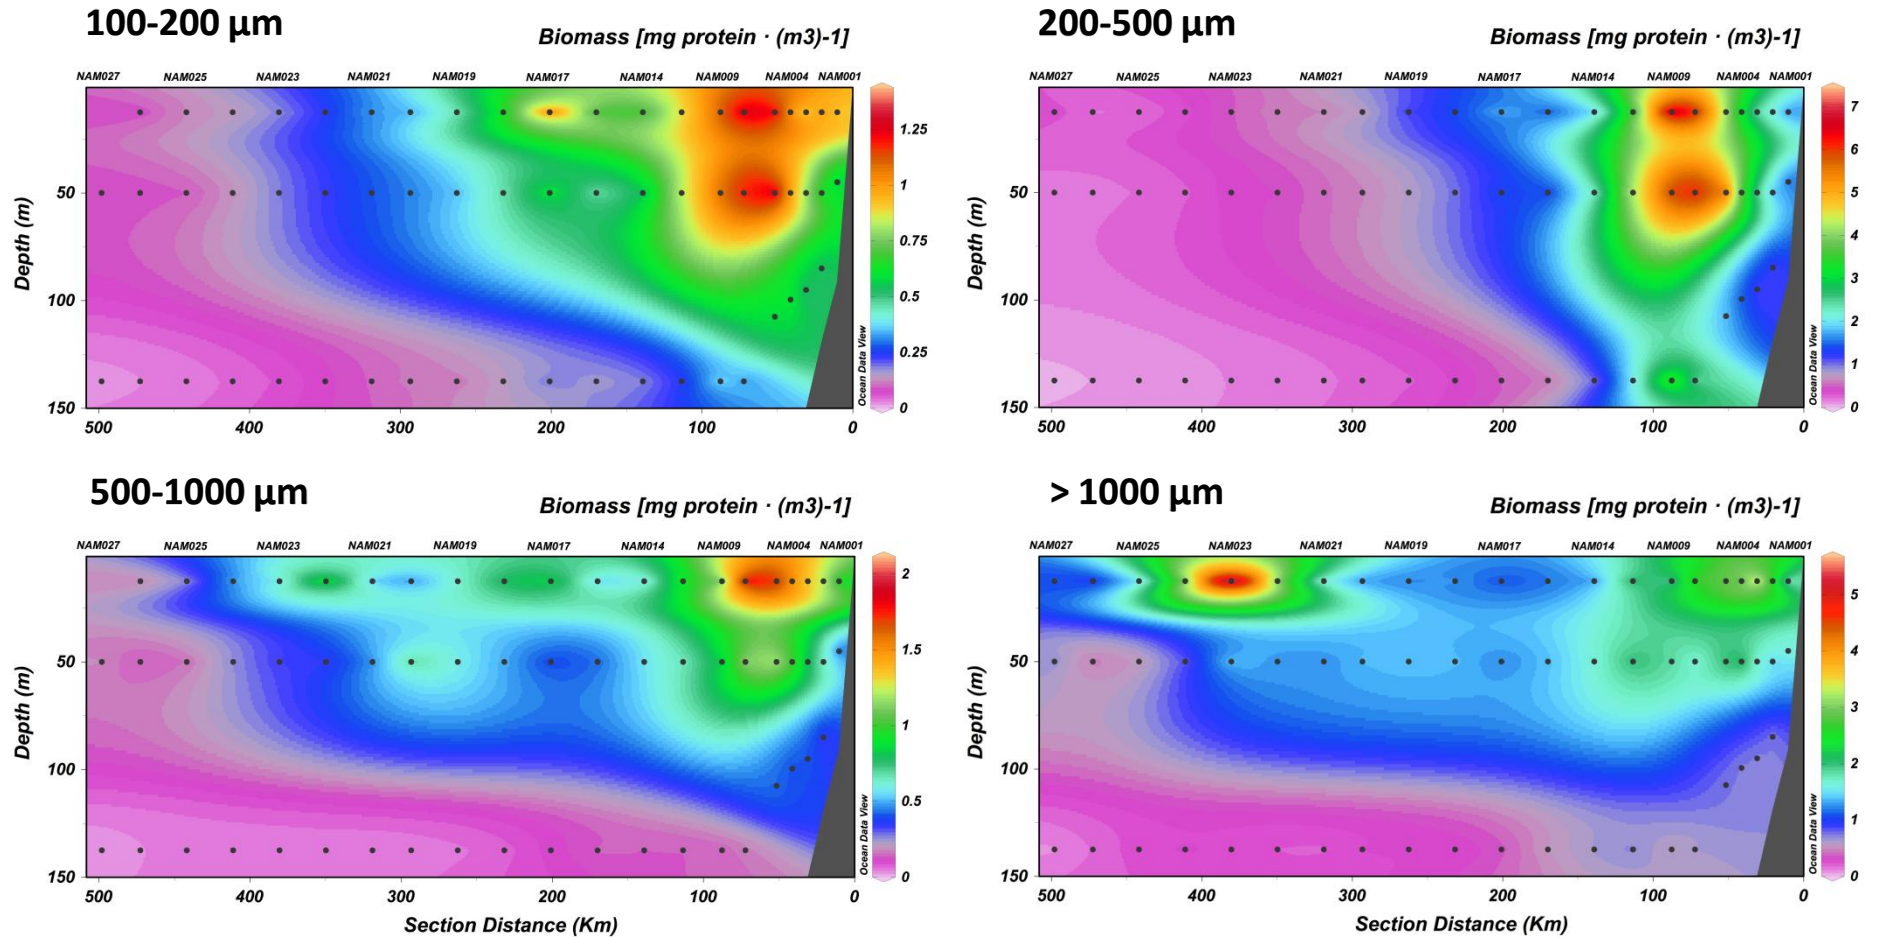 100-200 µm
Biomass [mg protein · (m3)-1]
NAM027 NAM025 NAM023 NAM021 NAM019 NAM017 NAM014 NAM009 NAM004 NAM001
Depth (m)
50
100
150
500 400 300 200 100 0
Ocean Data View
1.25
1
0.75
0.5
0.25
0
200-500 µm
Biomass [mg protein · (m3)-1]
NAM027 NAM025 NAM023 NAM021 NAM019 NAM017 NAM014 NAM009 NAM004 NAM001
Depth (m)
50
100
150
500 400 300 200 100 0
Ocean Data View
7
6
5
4
3
2
1
0
500-1000 µm
Biomass [mg protein · (m3)-1]
NAM027 NAM025 NAM023 NAM021 NAM019 NAM017 NAM014 NAM009 NAM004 NAM001
Depth (m)
50
100
150
500 400 300 200 100 0
Section Distance (Km)
Ocean Data View
2
1.5
1
0.5
0
> 1000 µm
Biomass [mg protein · (m3)-1]
NAM027 NAM025 NAM023 NAM021 NAM019 NAM017 NAM014 NAM009 NAM004 NAM001
Depth (m)
50
100
150
500 400 300 200 100 0
Section Distance (Km)
Ocean Data View
5
4
3
2
1
0